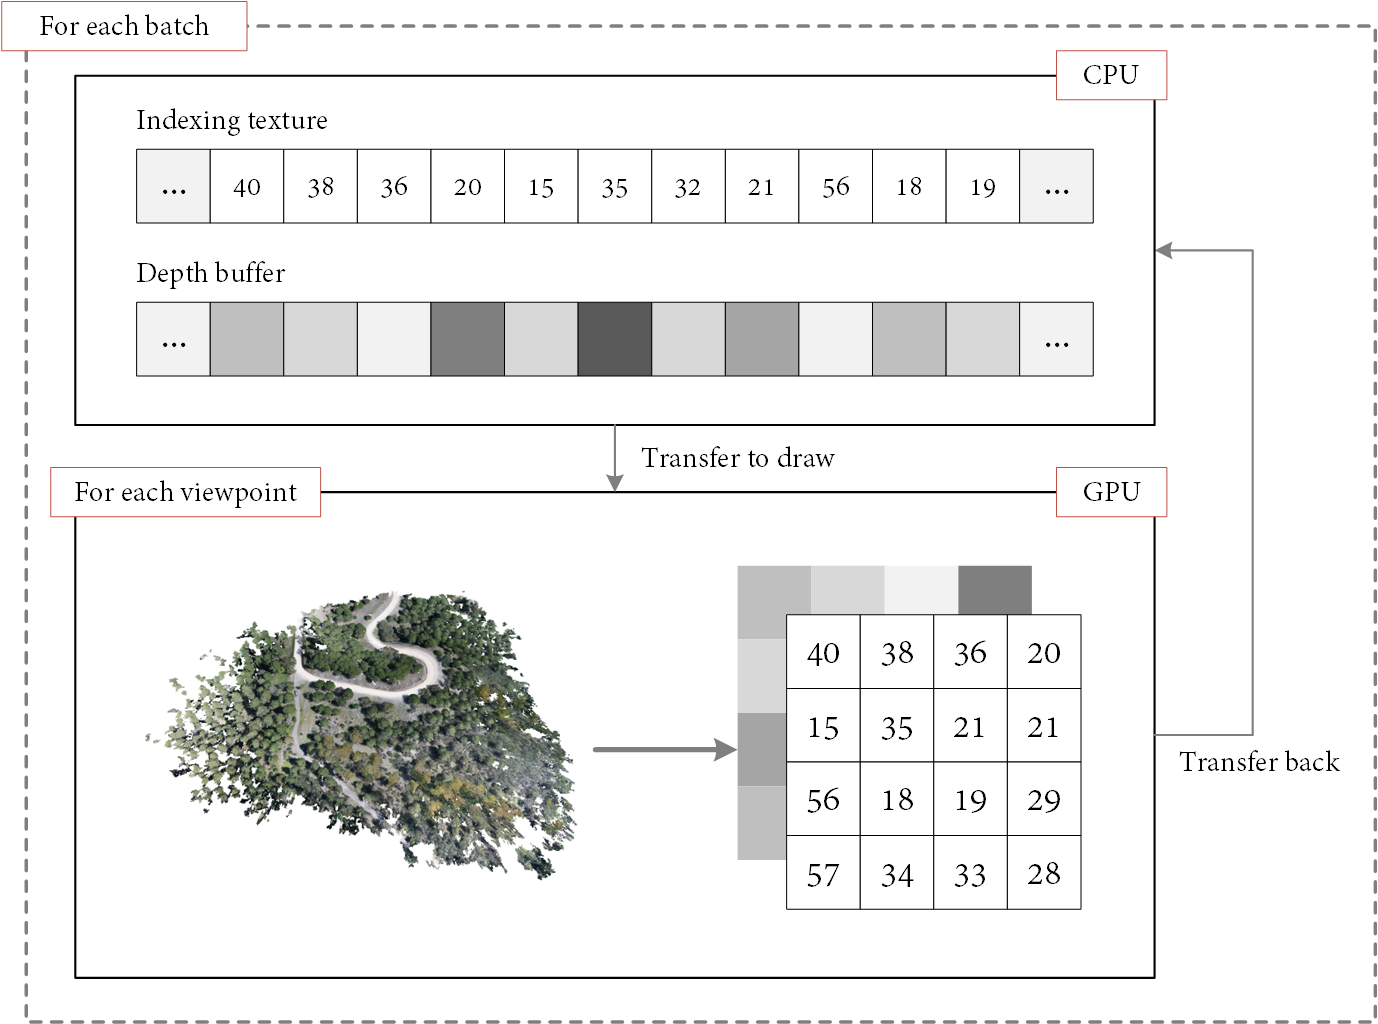 For each batch
CPU
Indexing texture
... 40 38 36 20 15 35 32 21 56 18 19 ...
Depth buffer
... ...
Transfer to draw
For each viewpoint
GPU
40 38 36 20
15 35 21 21
56 18 19 29
57 34 33 28
Transfer back